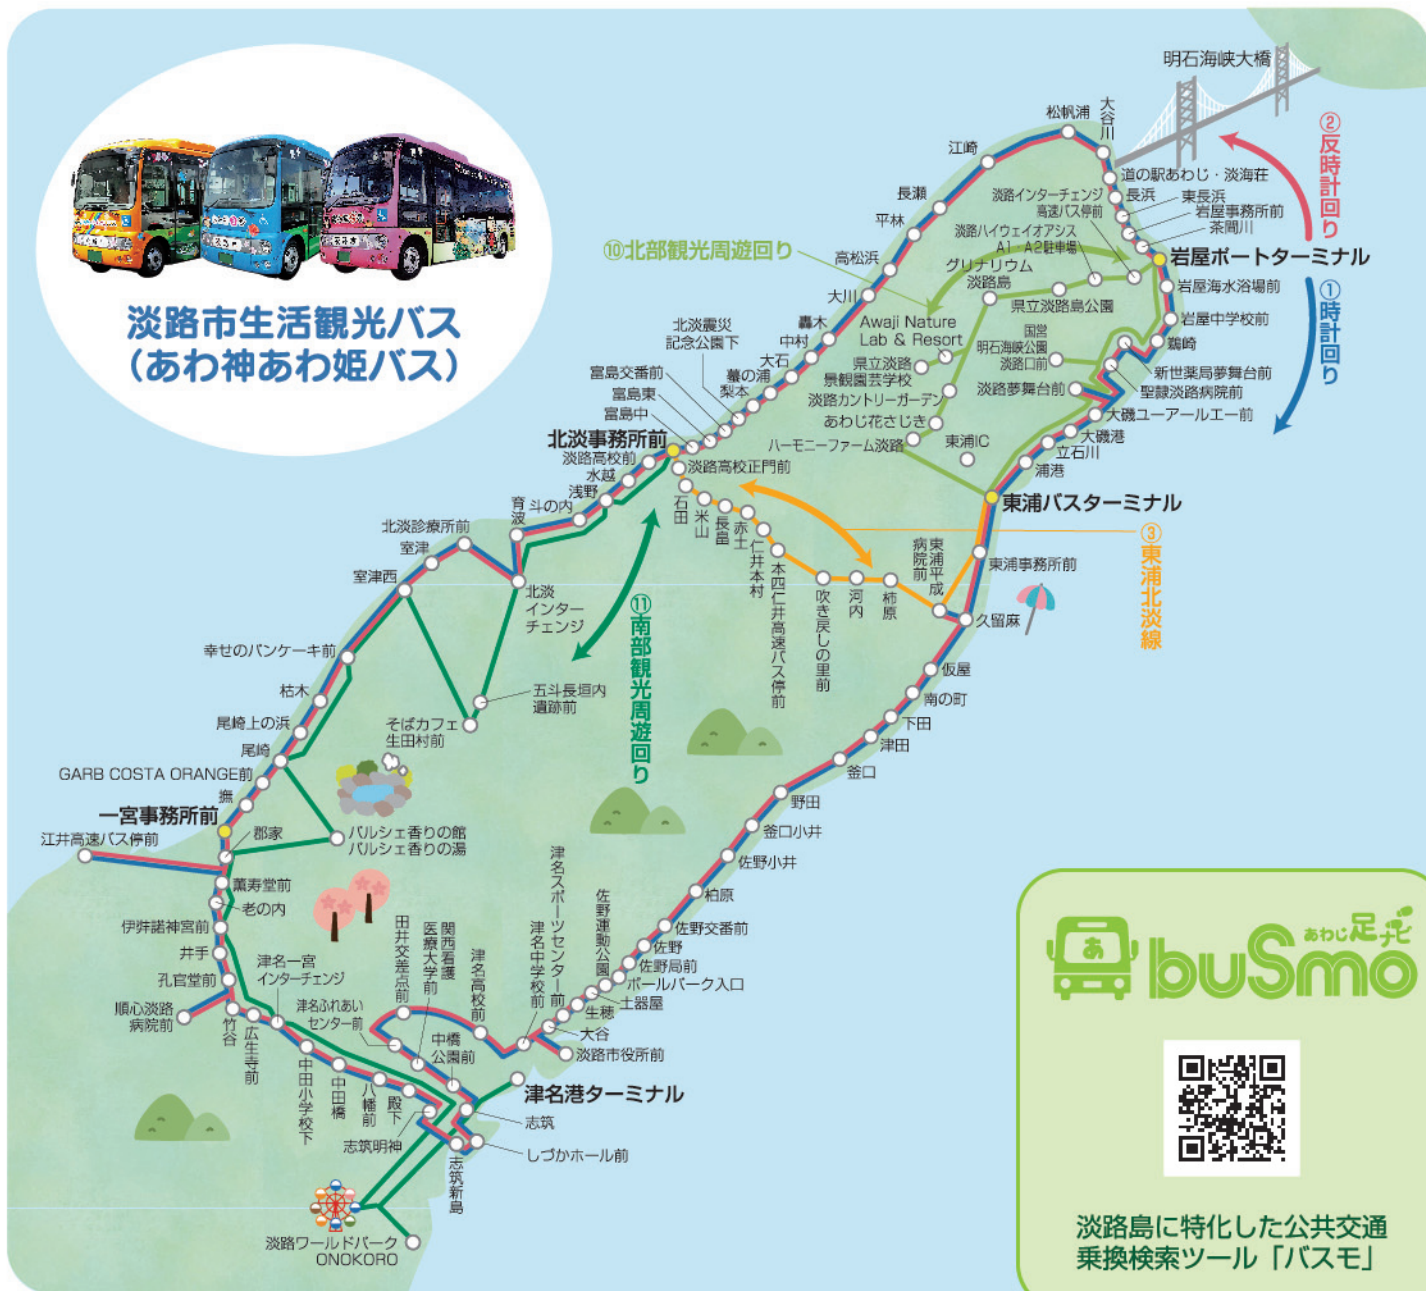 明石海峡大橋
②反時計回り
①時計回り
淡路市生活観光バス
(あわ神あわ姫バス)
松帆浦
大谷川
江崎
道の駅あわじ・淡海荘
長瀬
淡路インターチェンジ
高速バス停前
長浜
東長浜
岩屋事務所前
茶間川
平林
淡路ハイウェイオアシス
A1・A2駐車場
⑩北部観光周遊回り
岩屋ポートターミナル
高松浜
グリナリウム
淡路島
県立淡路島公園
岩屋海水浴場前
大川
岩屋中学校前
轟木
中村
Awaji Nature
Lab & Resort
国営
明石海峡公園
淡路口前
鵜崎
北淡震災
記念公園下
大石
蟇の浦
梨本
県立淡路
景観園芸学校
新世薬局夢舞台前
聖隷淡路病院前
富島交番前
富島東
富島中
淡路カントリーガーデン
淡路夢舞台前
大磯ユーアールエー前
あわじ花さじき
大磯港
立石川
浦港
北淡事務所前
ハーモニーファーム淡路
東浦IC
淡路高校前
淡路高校正門前
水越
浅野
東浦バスターミナル
斗の内
育波
石田
米山
長畠
赤土
仁井本村
本四仁井高速バス停前
吹き戻しの里前
河内
柿原
東浦平成
病院前
東浦事務所前
③東浦北淡線
北淡診療所前
室津
室津西
北淡
インター
チェンジ
久留麻
⑪南部観光周遊回り
幸せのパンケーキ前
仮屋
枯木
五斗長垣内
遺跡前
南の町
尾崎上の浜
そばカフェ
生田村前
下田
津田
尾崎
釜口
GARB COSTA ORANGE前
野田
撫
一宮事務所前
釜口小井
江井高速バス停前
郡家
パルシェ香りの館
パルシェ香りの湯
佐野小井
薫寿堂前
柏原
老の内
伊弉諾神宮前
佐野交番前
井手
佐野
孔官堂前
佐野局前
津名一宮
インターチェンジ
田井交差点前
関西看護
医療大学前
津名高校前
津名中学校前
津名スポーツセンター前
佐野運動公園
ボールパーク入口
土器屋
生穂
大谷
順心淡路
病院前
津名ふれあい
センター前
竹谷
広生寺前
中橋
公園前
淡路市役所前
中田小学校下
中田橋
八幡前
殿下
津名港ターミナル
志筑明神
志筑
しづかホール前
志筑新島
淡路ワールドパーク
ONOKORO
あ
あわじ足ナビ
buSmo
淡路島に特化した公共交通
乗換検索ツール「バスモ」